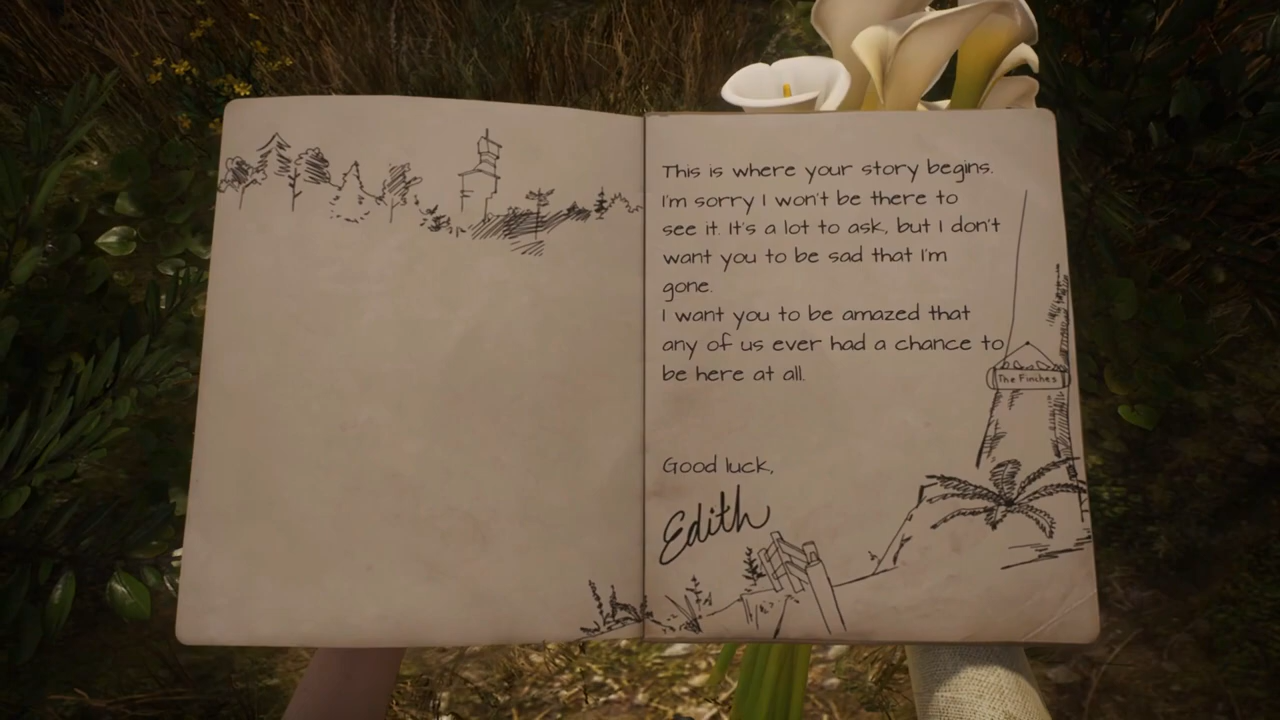 This is where your story begins.
I'm sorry I won't be there to
see it. It's a lot to ask, but I don't
want you to be sad that I'm
gone.
I want you to be amazed that
any of us ever had a chance to
be here at all.
The Finches
Good luck,
Edith